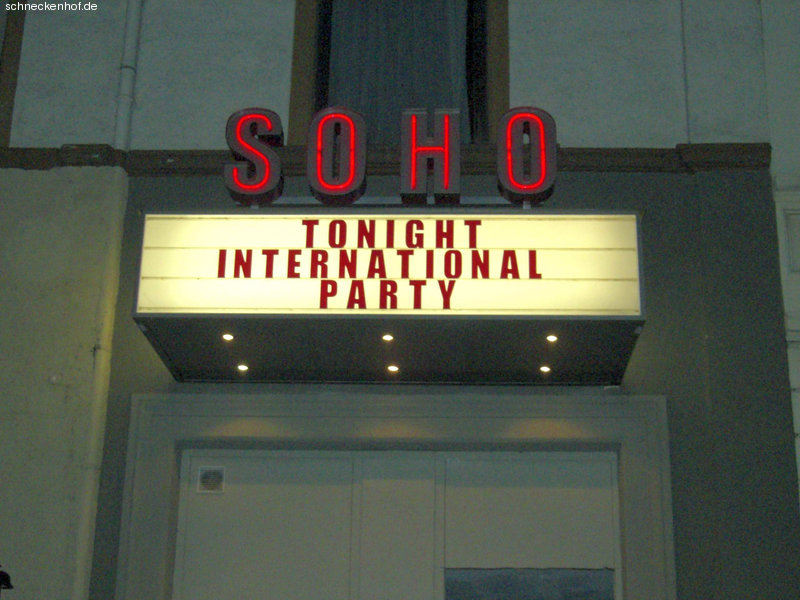 schneckenhof.de
SOHO
TONIGHT
INTERNATIONAL
PARTY